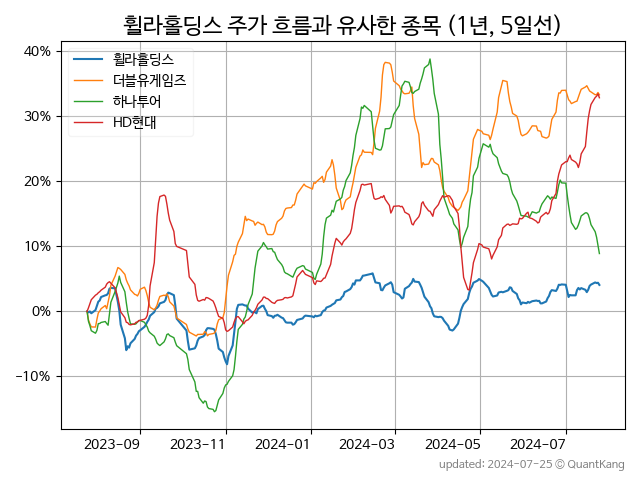 휠라홀딩스 주가 흐름과 유사한 종목 (1년, 5일선)
40%
30%
20%
10%
0%
−10%
휠라홀딩스
더블유게임즈
하나투어
HD현대
2023-09 2023-11 2024-01 2024-03 2024-05 2024-07
updated: 2024-07-25 © QuantKang